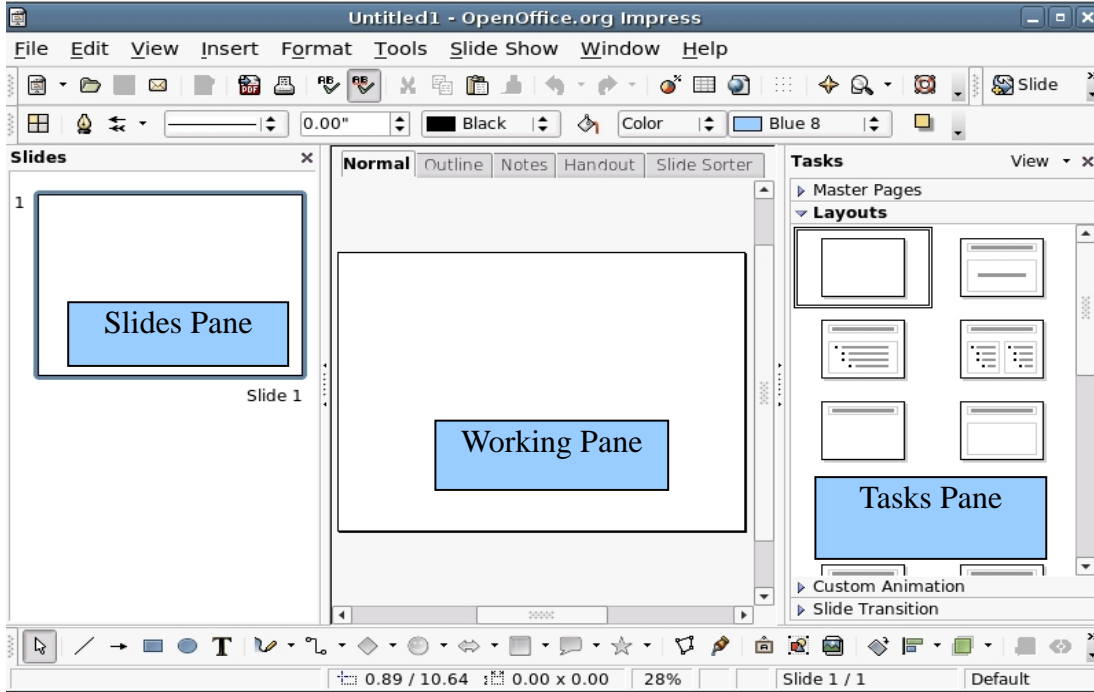 Untitled1 - OpenOffice.org Impress
File Edit View Insert Format Tools Slide Show Window Help
PDF ABC ABC Slide
0.00" Black Color Blue 8
Slides
Normal Outline Notes Handout Slide Sorter
Tasks View
1
Master Pages
Layouts
Slides Pane
Slide 1
Working Pane
Tasks Pane
Custom Animation
Slide Transition
T
0.89 / 10.64 0.00 x 0.00 28% Slide 1 / 1 Default